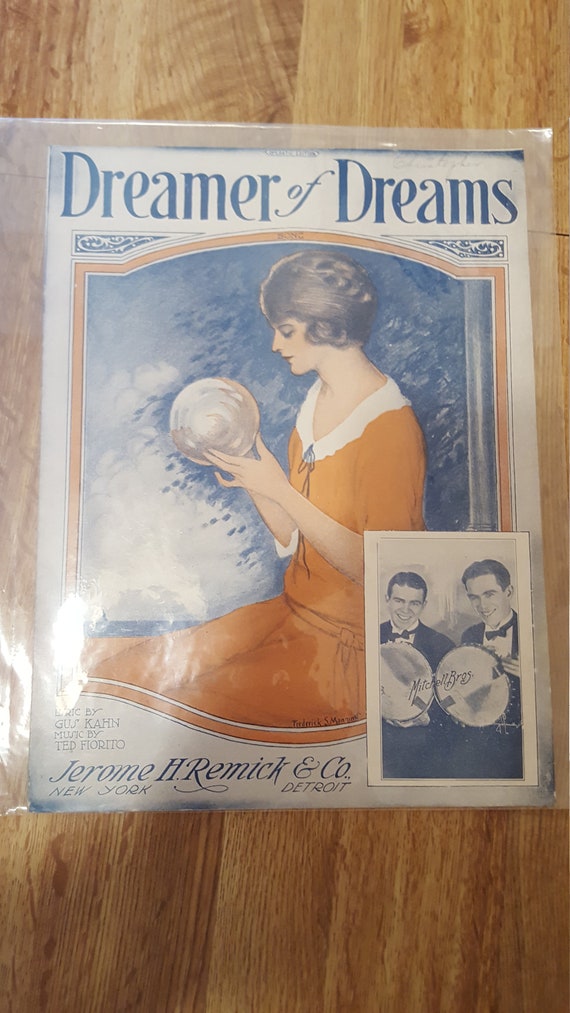 Dreamer of Dreams
SONG
Mitchell Bros.
Frederick S. Manning
LYRIC BY
GUS KAHN
MUSIC BY
TED FIORITO
Jerome H. Remick & Co.
NEW YORK DETROIT